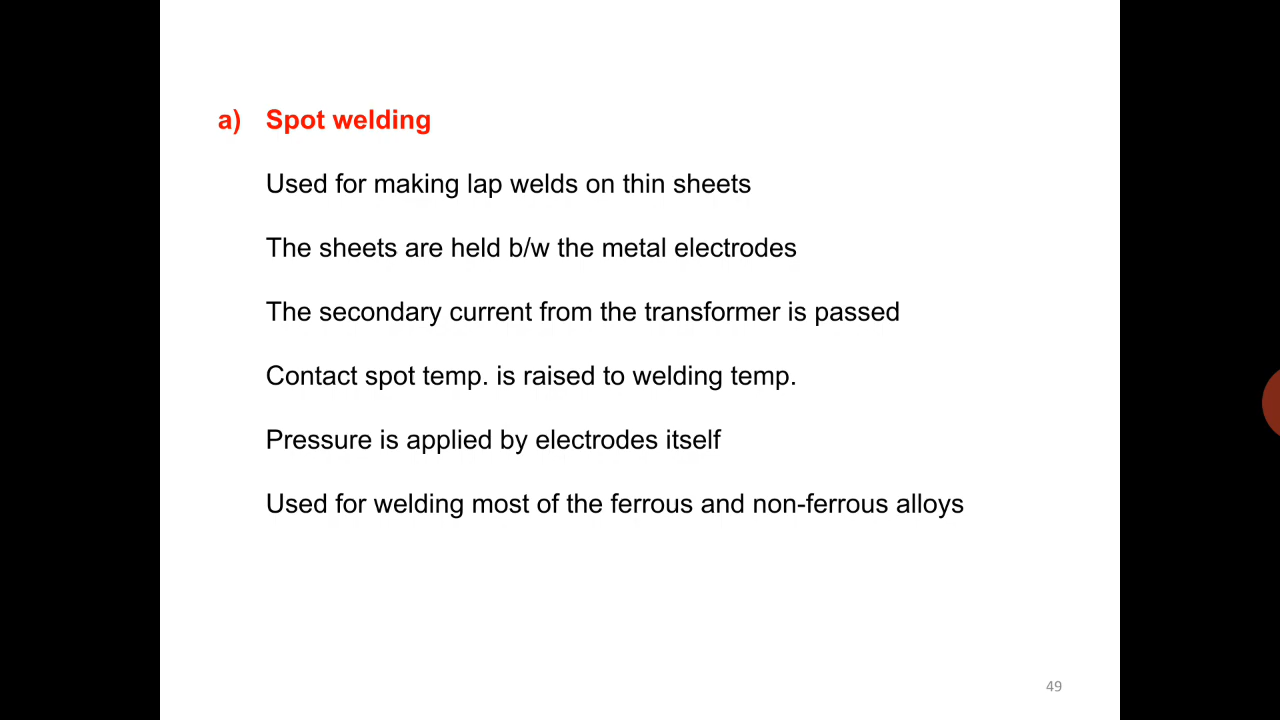 a) Spot welding
Used for making lap welds on thin sheets
The sheets are held b/w the metal electrodes
The secondary current from the transformer is passed
Contact spot temp. is raised to welding temp.
Pressure is applied by electrodes itself
Used for welding most of the ferrous and non-ferrous alloys
49